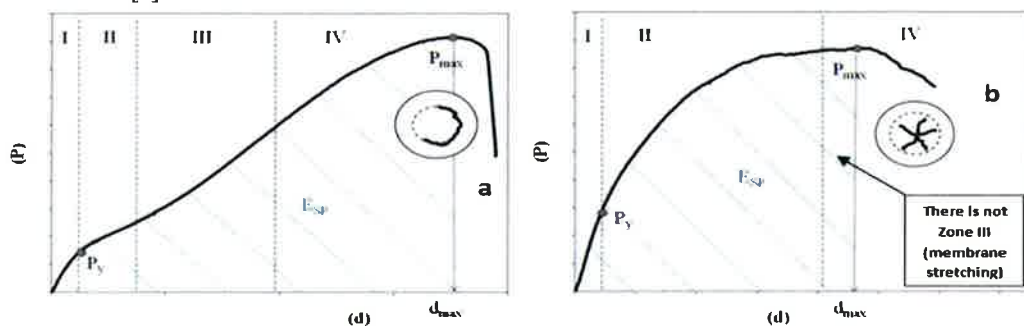 I II III IV
P_max
(P)
a
E_SP
P_y
(d) d_max
I II IV
P_max
b
(P)
E_SP
P_y
There is not
Zone III
(membrane
stretching)
d_max
(d)